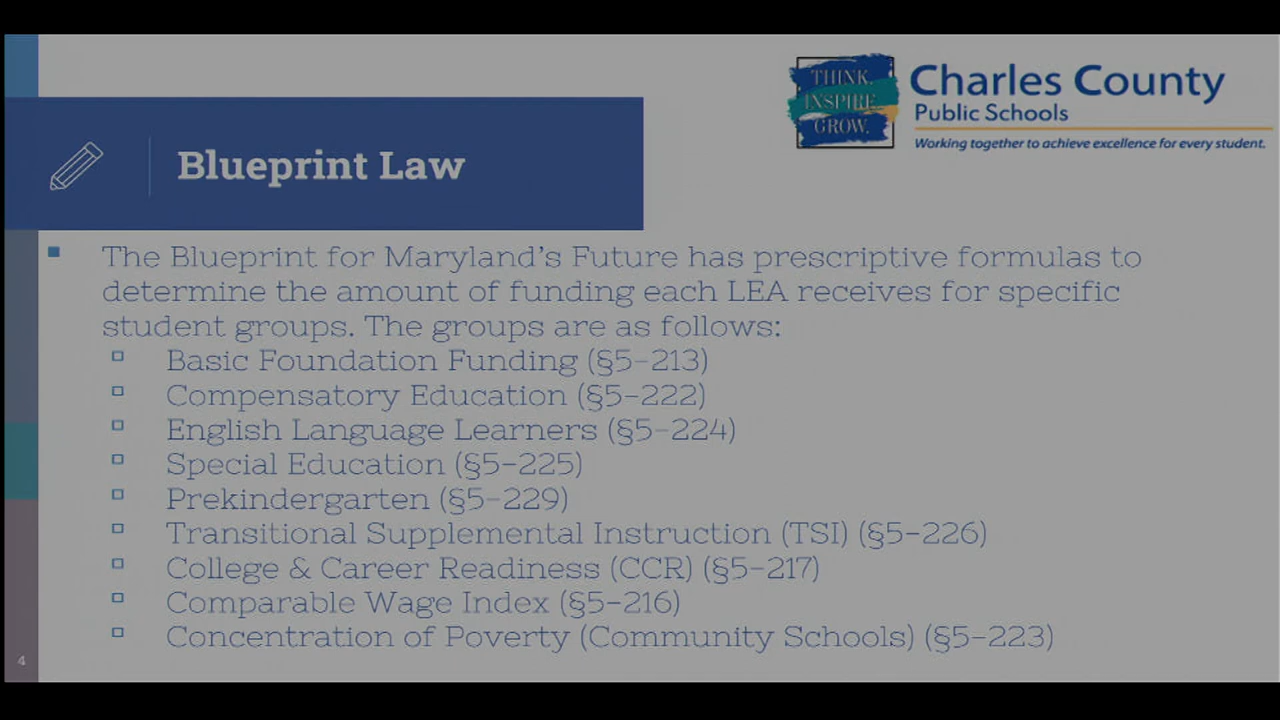 THINK.
INSPIRE.
GROW.
Charles County
Public Schools
Working together to achieve excellence for every student.
Blueprint Law
The Blueprint for Maryland's Future has prescriptive formulas to
determine the amount of funding each LEA receives for specific
student groups. The groups are as follows:
Basic Foundation Funding (§5-213)
Compensatory Education (§5-222)
English Language Learners (§5-224)
Special Education (§5-225)
Prekindergarten (§5-229)
Transitional Supplemental Instruction (TSI) (§5-226)
College & Career Readiness (CCR) (§5-217)
Comparable Wage Index (§5-216)
Concentration of Poverty (Community Schools) (§5-223)
4